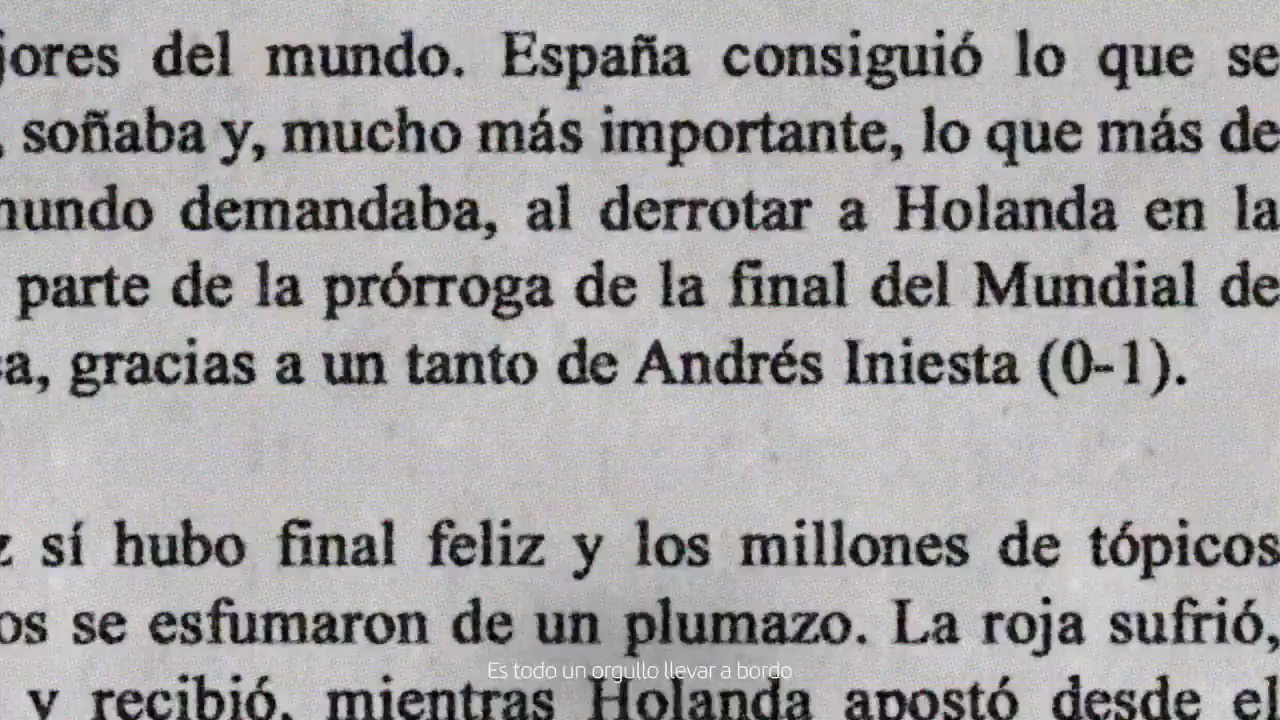 jores del mundo. España consiguió lo que se
, soñaba y, mucho más importante, lo que más de
nundo demandaba, al derrotar a Holanda en la
parte de la prórroga de la final del Mundial de
a, gracias a un tanto de Andrés Iniesta (0-1).
z sí hubo final feliz y los millones de tópicos
os se esfumaron de un plumazo. La roja sufrió,
Es todo un orgullo llevar a bordo
y recibió, mientras Holanda apostó desde el